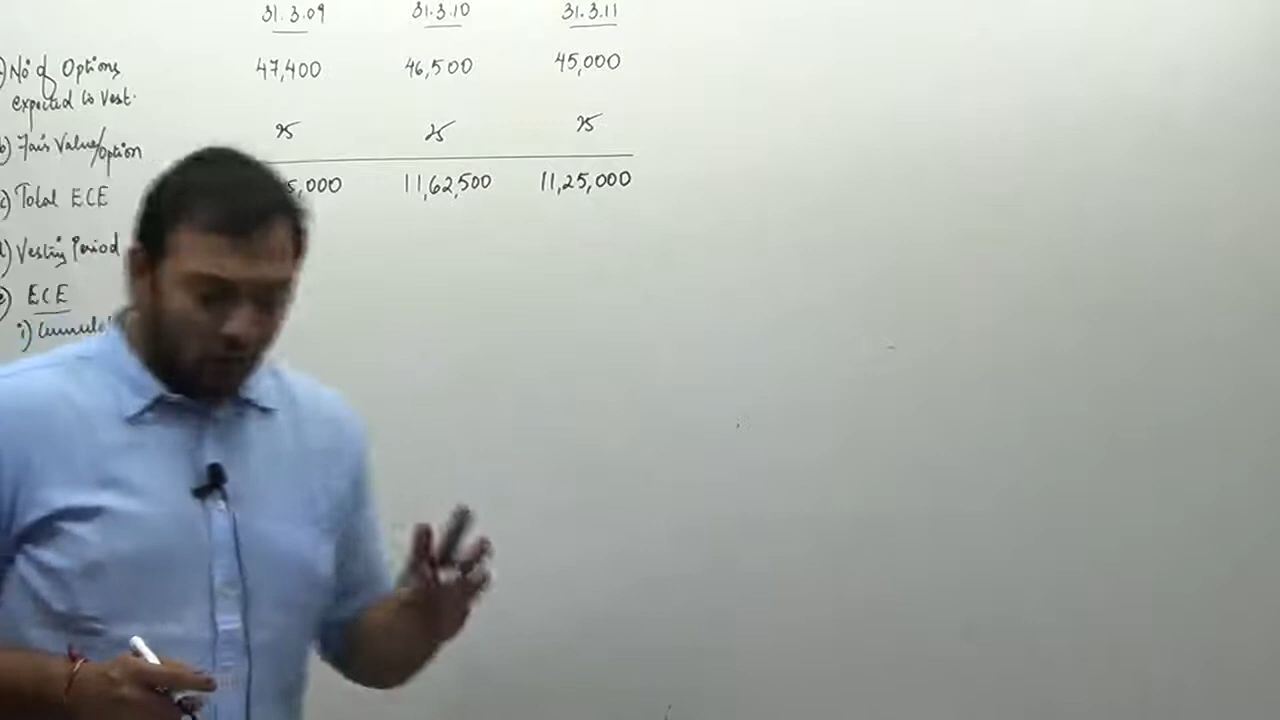 31.3.09 31.3.10 31.3.11
) No of Options 47,400 46,500 45,000
expected to Vest.
b) Fair Value/Option 25 25 25
c) Total ECE 5,000 11,62,500 11,25,000
d) Vesting Period
e) ECE
i) Cumula